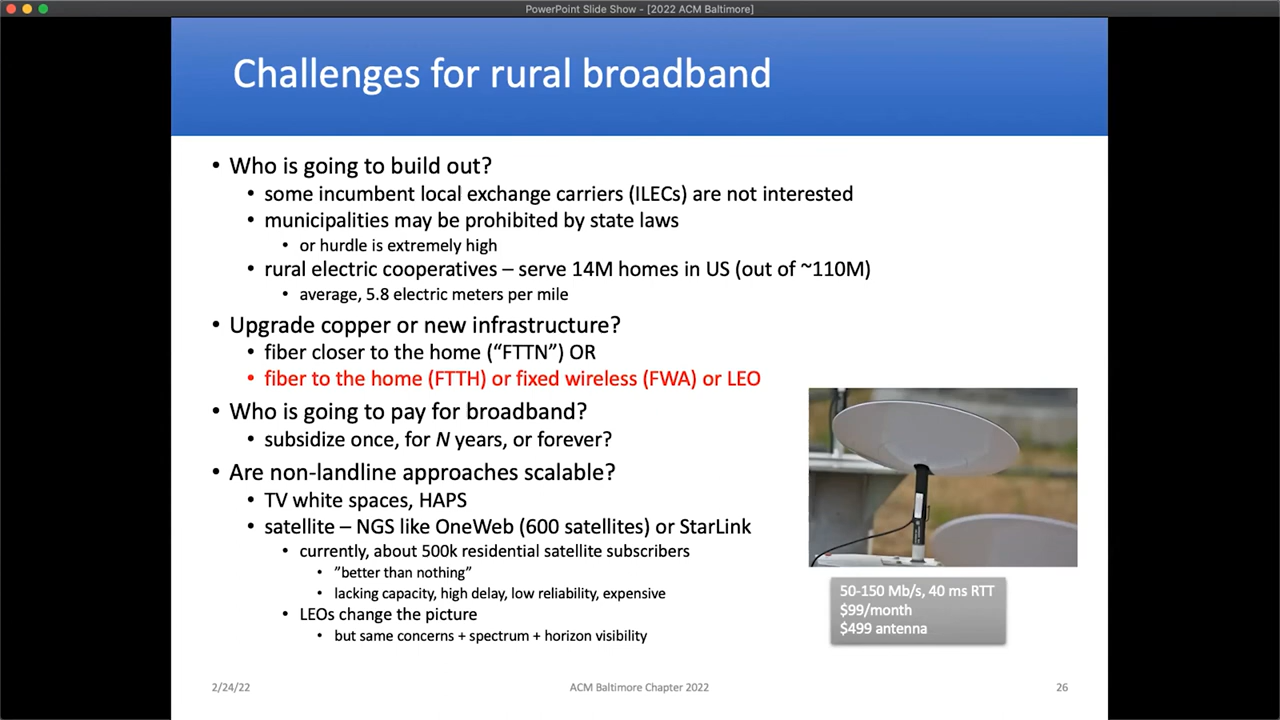 PowerPoint Slide Show - [2022 ACM Baltimore]
Challenges for rural broadband
• Who is going to build out?
• some incumbent local exchange carriers (ILECs) are not interested
• municipalities may be prohibited by state laws
• or hurdle is extremely high
• rural electric cooperatives – serve 14M homes in US (out of ~110M)
• average, 5.8 electric meters per mile
• Upgrade copper or new infrastructure?
• fiber closer to the home (“FTTN”) OR
• fiber to the home (FTTH) or fixed wireless (FWA) or LEO
• Who is going to pay for broadband?
• subsidize once, for N years, or forever?
• Are non-landline approaches scalable?
• TV white spaces, HAPS
• satellite – NGS like OneWeb (600 satellites) or StarLink
• currently, about 500k residential satellite subscribers
• ”better than nothing”
• lacking capacity, high delay, low reliability, expensive
• LEOs change the picture
• but same concerns + spectrum + horizon visibility
50-150 Mb/s, 40 ms RTT
$99/month
$499 antenna
2/24/22
ACM Baltimore Chapter 2022
26